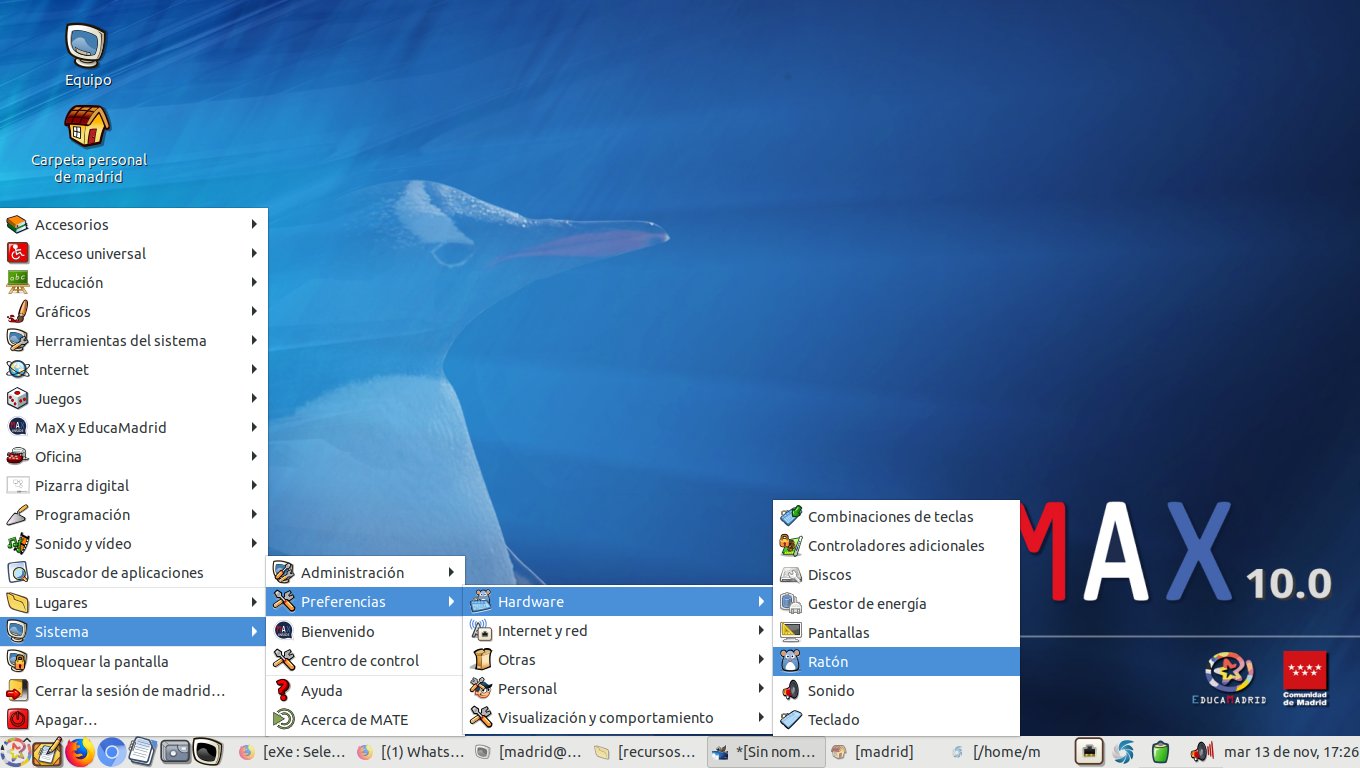 Equipo
Carpeta personal
de madrid
Accesorios
Acceso universal
Educación
Gráficos
Herramientas del sistema
Internet
Juegos
MaX y EducaMadrid
Oficina
Pizarra digital
Programación
Sonido y vídeo
Buscador de aplicaciones
Lugares
Sistema
Bloquear la pantalla
Cerrar la sesión de madrid...
Apagar...
Administración
Preferencias
Bienvenido
Centro de control
Ayuda
Acerca de MATE
Hardware
Internet y red
Otras
Personal
Visualización y comportamiento
Combinaciones de teclas
Controladores adicionales
Discos
Gestor de energía
Pantallas
Ratón
Sonido
Teclado
MAX 10.0
EDUCAMADRID
Comunidad
de Madrid
[eXe : Sele...
[(1) Whats...
[madrid@...
[recursos...
*[Sin nom...
[madrid]
[/home/m
mar 13 de nov, 17:26